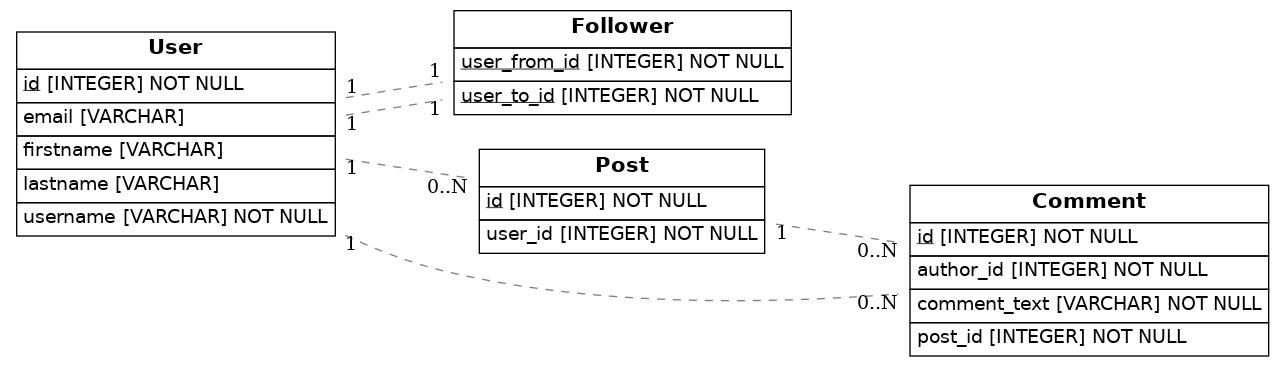 User
id [INTEGER] NOT NULL
email [VARCHAR]
firstname [VARCHAR]
lastname [VARCHAR]
username [VARCHAR] NOT NULL
1
1
1
1
Follower
user_from_id [INTEGER] NOT NULL
user_to_id [INTEGER] NOT NULL
1
0..N
Post
id [INTEGER] NOT NULL
user_id [INTEGER] NOT NULL
1
0..N
1
0..N
Comment
id [INTEGER] NOT NULL
author_id [INTEGER] NOT NULL
comment_text [VARCHAR] NOT NULL
post_id [INTEGER] NOT NULL